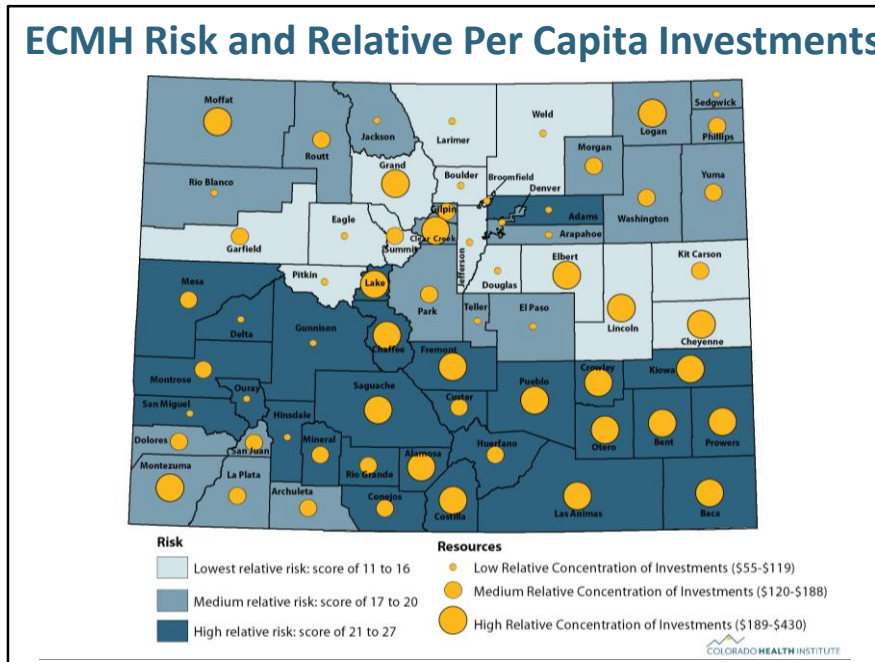 ECMH Risk and Relative Per Capita Investments
Moffat
Routt
Jackson
Larimer
Weld
Logan
Sedgwick
Phillips
Morgan
Grand
Boulder
Broomfield
Denver
Rio Blanco
Gilpin
Adams
Washington
Yuma
Garfield
Eagle
Summit
Clear Creek
Jefferson
Arapahoe
Pitkin
Lake
Park
Douglas
Elbert
Kit Carson
Mesa
Delta
Gunnison
Chaffee
Teller
El Paso
Lincoln
Cheyenne
Montrose
Ouray
Fremont
Crowley
Kiowa
San Miguel
Hinsdale
Saguache
Custer
Pueblo
Dolores
San Juan
Mineral
Rio Grande
Alamosa
Huerfano
Otero
Bent
Prowers
Montezuma
La Plata
Archuleta
Conejos
Costilla
Las Animas
Baca
Risk
Lowest relative risk: score of 11 to 16
Medium relative risk: score of 17 to 20
High relative risk: score of 21 to 27
Resources
Low Relative Concentration of Investments ($55-$119)
Medium Relative Concentration of Investments ($120-$188)
High Relative Concentration of Investments ($189-$430)
COLORADO HEALTH INSTITUTE